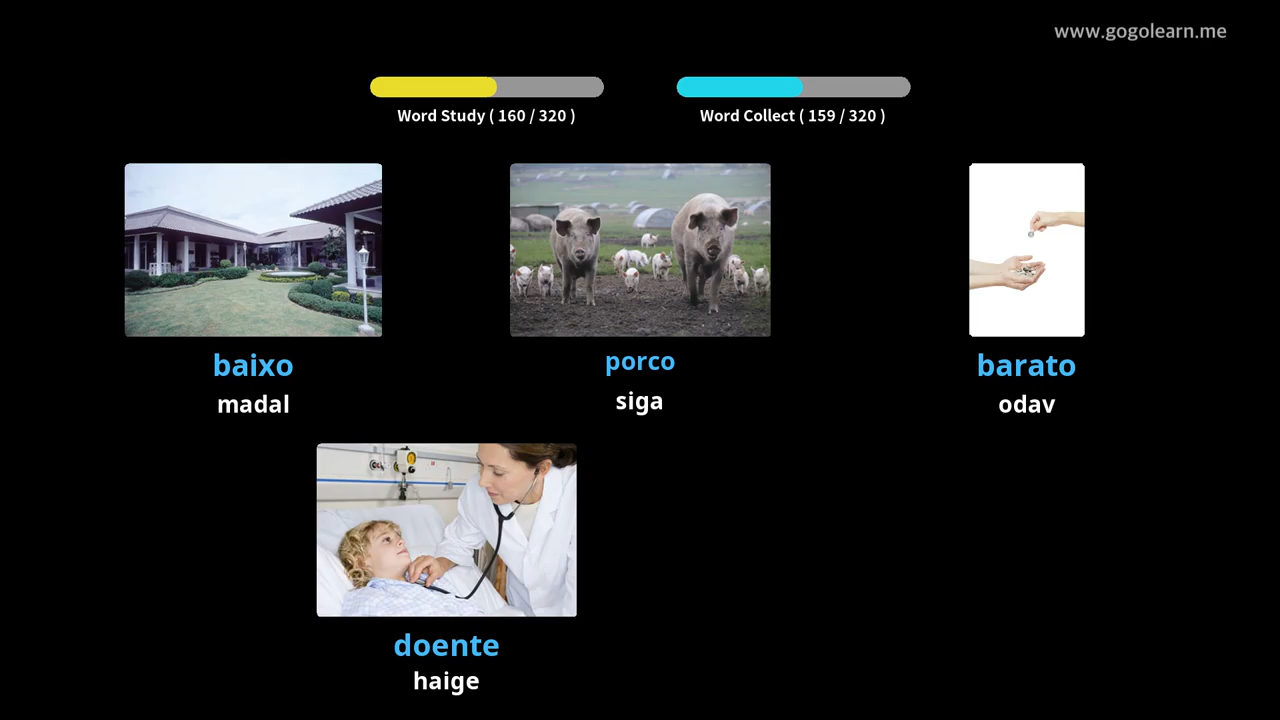 www.gogolearn.me
Word Study ( 160 / 320 )
Word Collect ( 159 / 320 )
baixo
madal
porco
siga
barato
odav
doente
haige